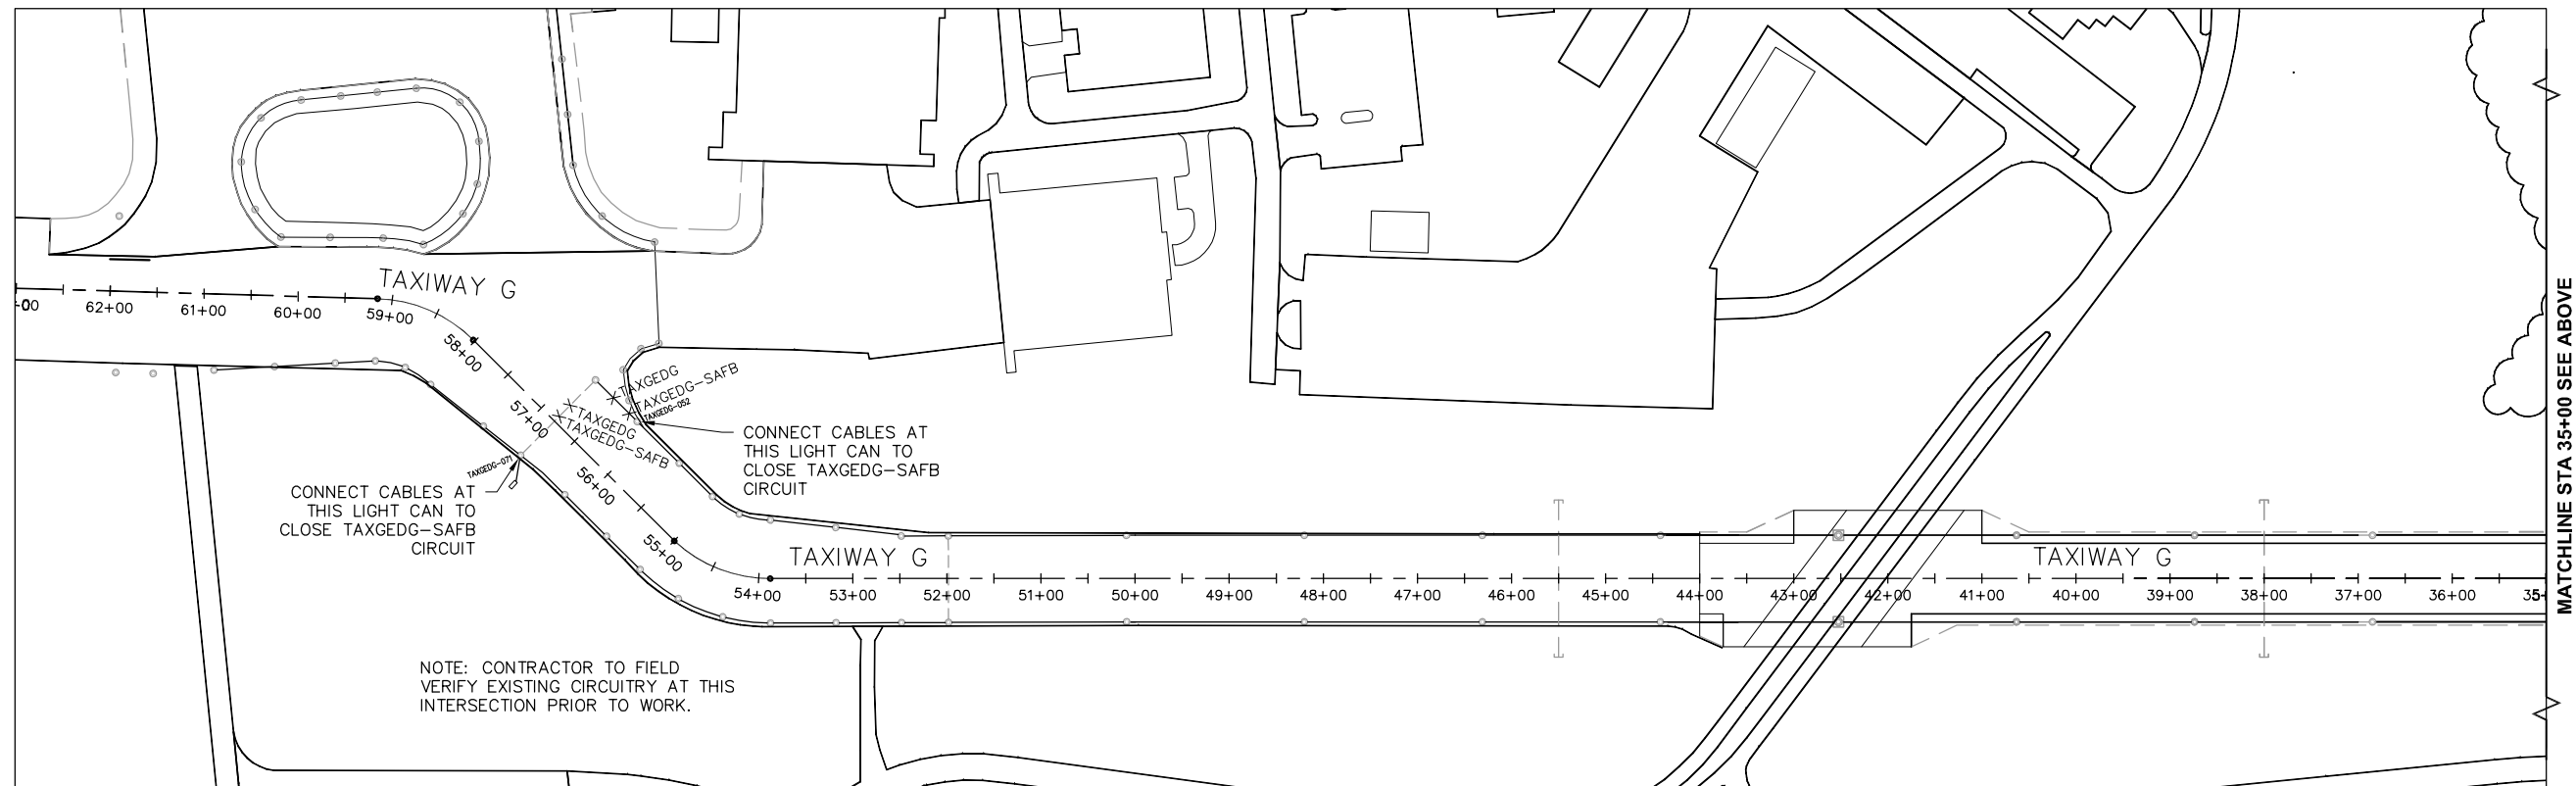 TAXIWAY G
62+00
61+00
60+00
59+00
58+00
57+00
56+00
55+00
54+00
53+00
52+00
51+00
50+00
49+00
48+00
47+00
46+00
45+00
44+00
43+00
42+00
41+00
40+00
39+00
38+00
37+00
36+00
TAXGEDG
TAXGEDG-SAFB
TAXGEDG-052
TAXGEDG
TAXGEDG-SAFB
TAXGEDG-071
CONNECT CABLES AT
THIS LIGHT CAN TO
CLOSE TAXGEDG-SAFB
CIRCUIT
CONNECT CABLES AT
THIS LIGHT CAN TO
CLOSE TAXGEDG-SAFB
CIRCUIT
TAXIWAY G
TAXIWAY G
NOTE: CONTRACTOR TO FIELD
VERIFY EXISTING CIRCUITRY AT THIS
INTERSECTION PRIOR TO WORK.
MATCHLINE STA 35+00 SEE ABOVE